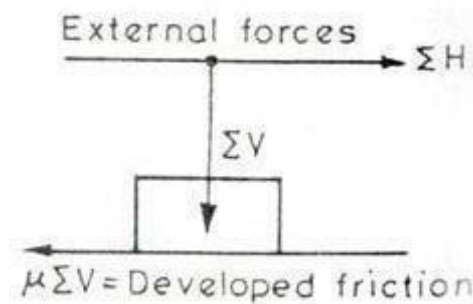 External forces
ΣH
ΣV
μΣV = Developed friction